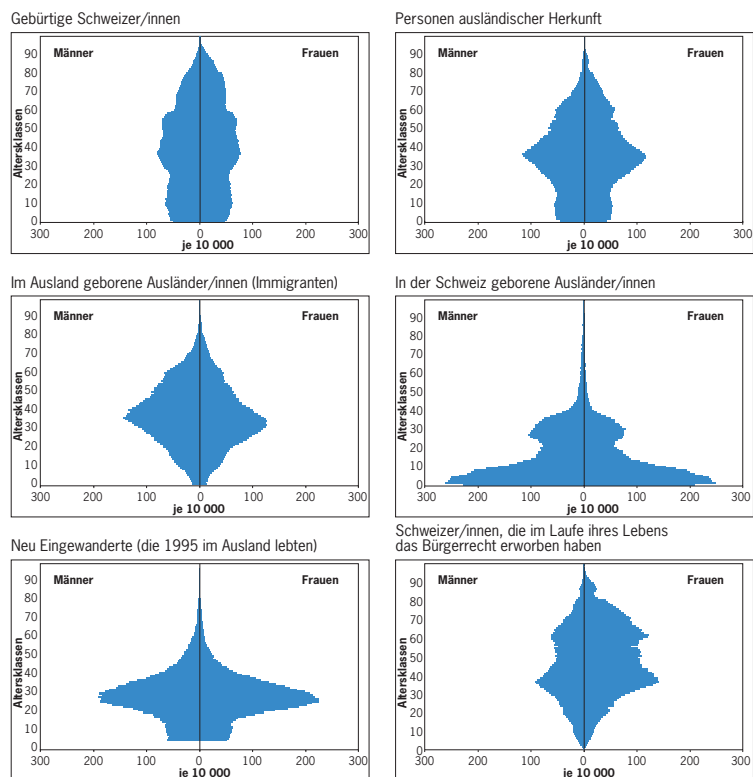 Gebürtige Schweizer/innen
Männer
Frauen
Altersklassen
90
80
70
60
50
40
30
20
10
0
300 200 100 0 100 200 300
je 10 000
Personen ausländischer Herkunft
Männer
Frauen
Altersklassen
90
80
70
60
50
40
30
20
10
0
300 200 100 0 100 200 300
je 10 000
Im Ausland geborene Ausländer/innen (Immigranten)
Männer
Frauen
Altersklassen
90
80
70
60
50
40
30
20
10
0
300 200 100 0 100 200 300
je 10 000
In der Schweiz geborene Ausländer/innen
Männer
Frauen
Altersklassen
90
80
70
60
50
40
30
20
10
0
300 200 100 0 100 200 300
je 10 000
Neu Eingewanderte (die 1995 im Ausland lebten)
Männer
Frauen
Altersklassen
90
80
70
60
50
40
30
20
10
0
300 200 100 0 100 200 300
je 10 000
Schweizer/innen, die im Laufe ihres Lebens
das Bürgerrecht erworben haben
Männer
Frauen
Altersklassen
90
80
70
60
50
40
30
20
10
0
300 200 100 0 100 200 300
je 10 000